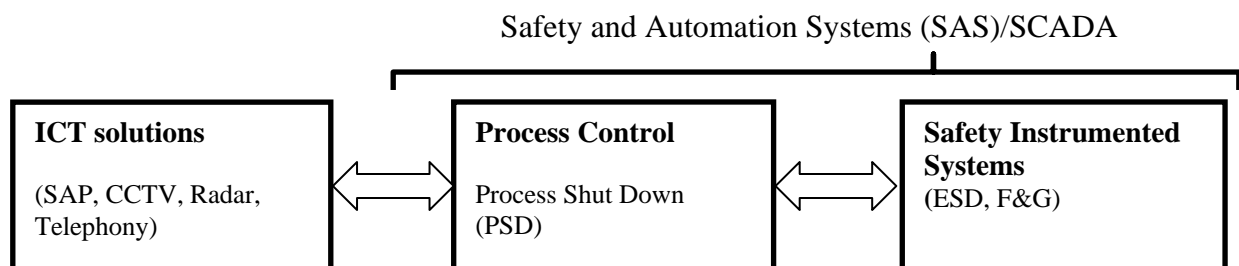 Safety and Automation Systems (SAS)/SCADA
ICT solutions
(SAP, CCTV, Radar,
Telephony)
Process Control
Process Shut Down
(PSD)
Safety Instrumented
Systems
(ESD, F&G)